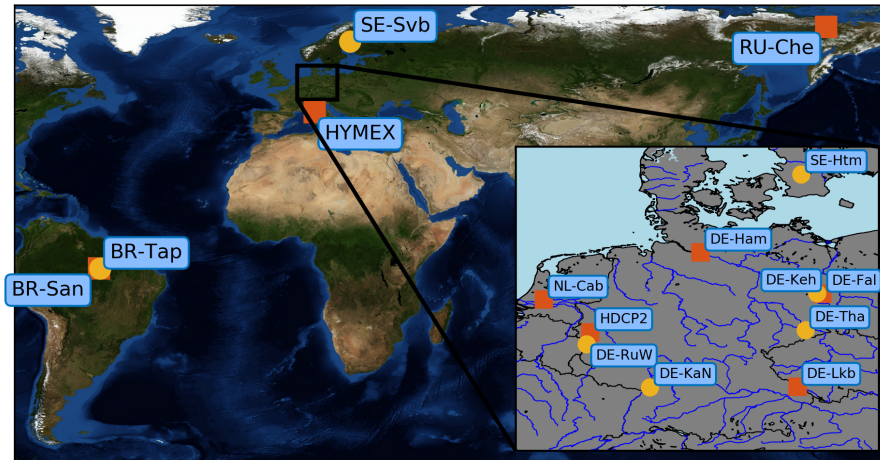 SE-Svb
RU-Che
HYMEX
BR-Tap
BR-San
SE-Htm
DE-Ham
NL-Cab
DE-Keh
DE-Fal
HDCP2
DE-Tha
DE-RuW
DE-KaN
DE-Lkb